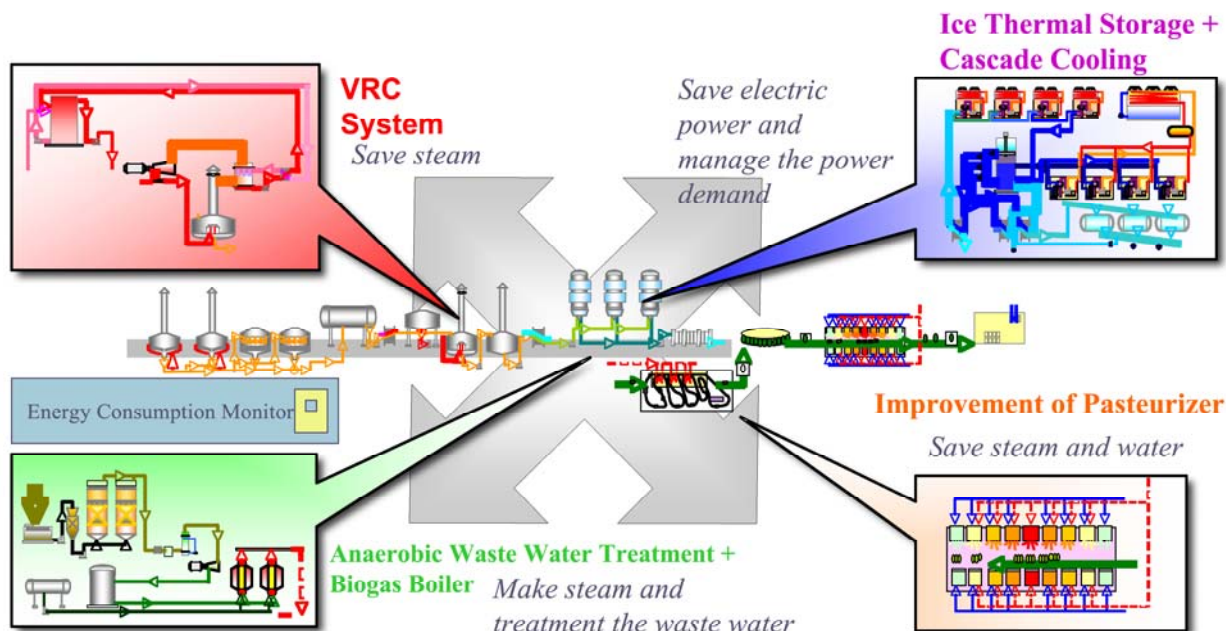 Ice Thermal Storage +
Cascade Cooling
VRC
System
Save steam
Save electric
power and
manage the power
demand
Energy Consumption Monitor
Improvement of Pasteurizer
Save steam and water
Anaerobic Waste Water Treatment +
Biogas Boiler
Make steam and
treatment the waste water